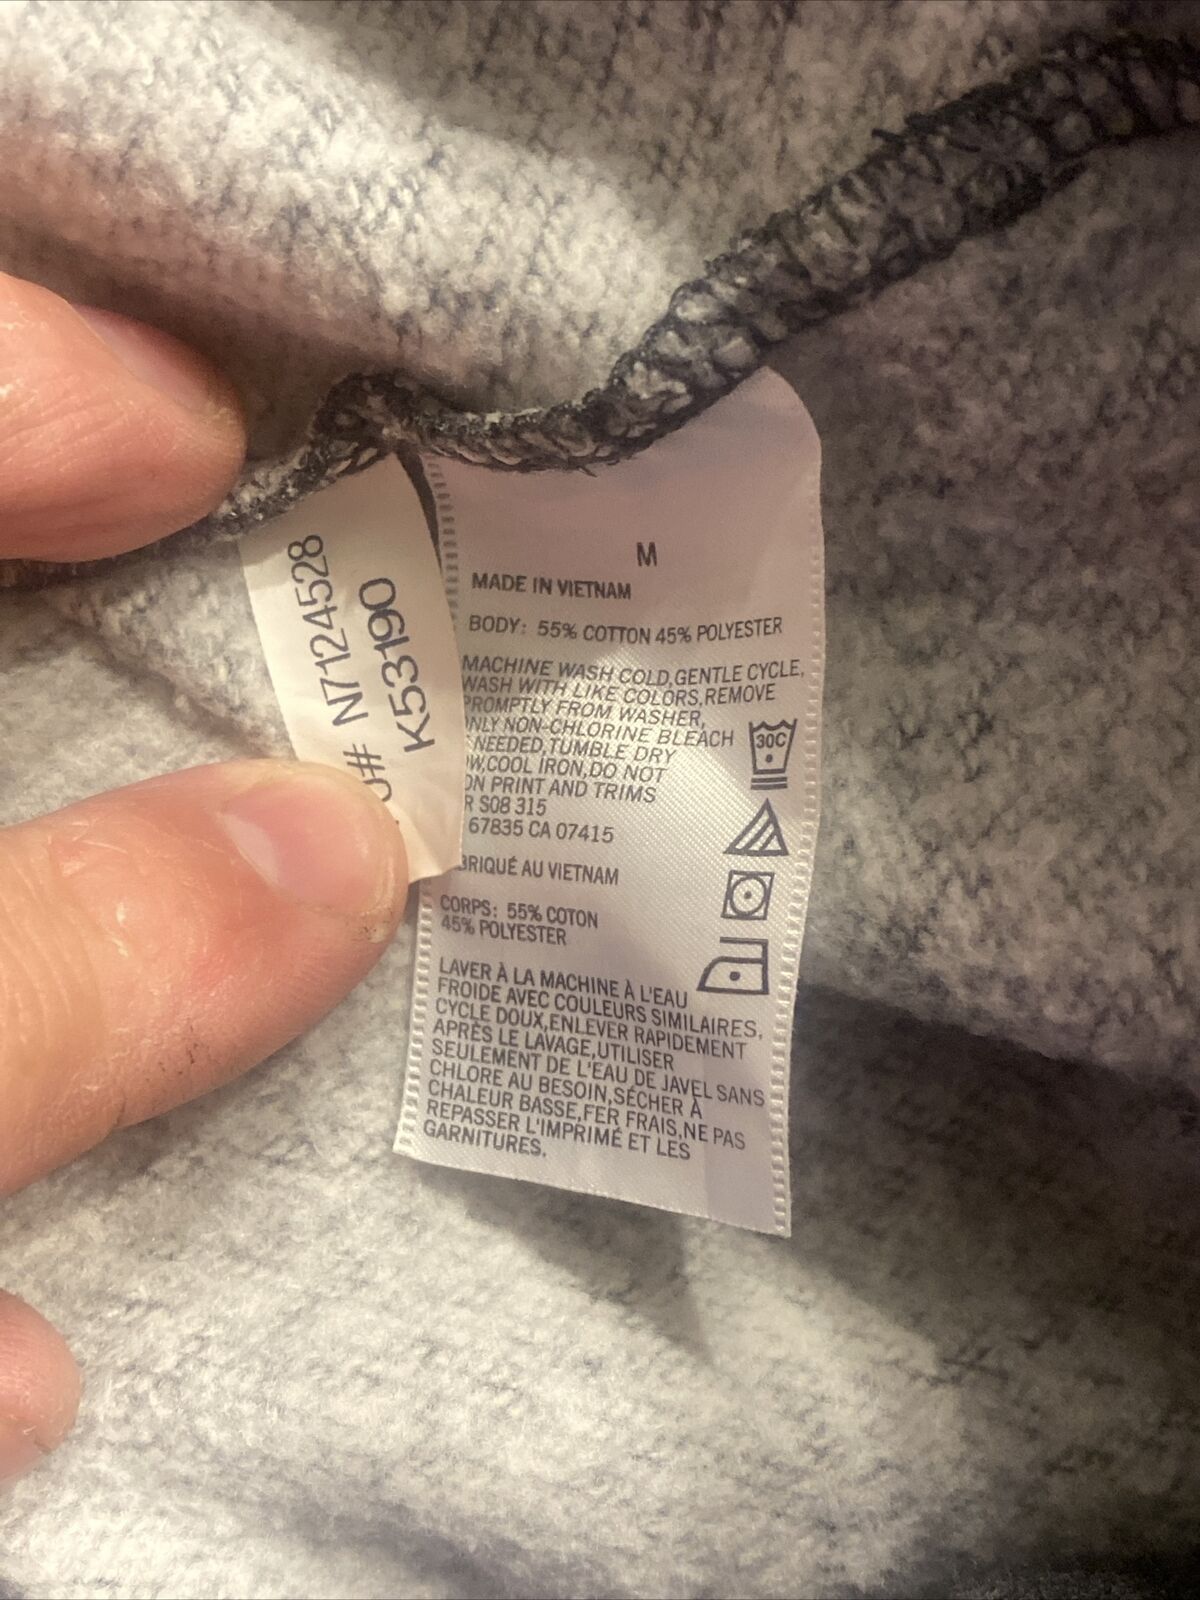 N7124528
K53190
M
MADE IN VIETNAM
BODY: 55% COTTON 45% POLYESTER
MACHINE WASH COLD,GENTLE CYCLE,
WASH WITH LIKE COLORS,REMOVE
PROMPTLY FROM WASHER,
ONLY NON-CHLORINE BLEACH
NEEDED,TUMBLE DRY
COOL IRON,DO NOT
ON PRINT AND TRIMS
S08 315
67835 CA 07415
30C
AU VIETNAM
CORPS: 55% COTON
45% POLYESTER
LAVER À LA MACHINE À L'EAU
FROIDE AVEC COULEURS SIMILAIRES,
CYCLE DOUX,ENLEVER RAPIDEMENT
APRÈS LE LAVAGE,UTILISER
SEULEMENT DE L'EAU DE JAVEL SANS
CHLORE AU BESOIN,SÉCHER À
CHALEUR BASSE,FER FRAIS,NE PAS
REPASSER L'IMPRIMÉ ET LES
GARNITURES.